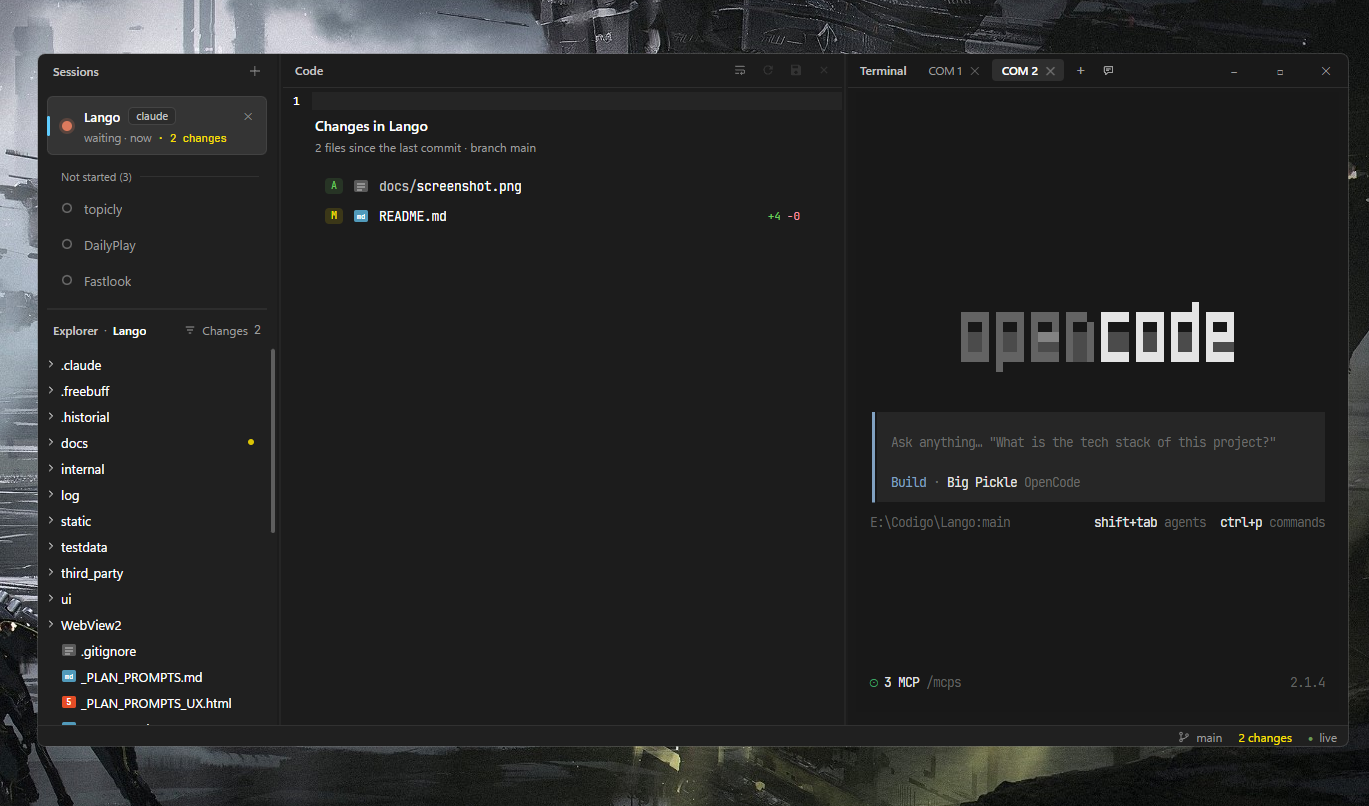 Sessions
Lango claude
waiting · now · 2 changes
Not started (3)
topicly
DailyPlay
Fastlook
Explorer · Lango Changes 2
.claude
.freebuff
.historial
docs
internal
log
static
testdata
third_party
ui
WebView2
.gitignore
_PLAN_PROMPTS.md
_PLAN_PROMPTS_UX.html
Code
1
Changes in Lango
2 files since the last commit · branch main
A docs/screenshot.png
M README.md +4 -0
Terminal COM 1 COM 2
opencode
Ask anything… "What is the tech stack of this project?"
Build · Big Pickle OpenCode
E:\Codigo\Lango:main shift+tab agents ctrl+p commands
3 MCP /mcps 2.1.4
main 2 changes live